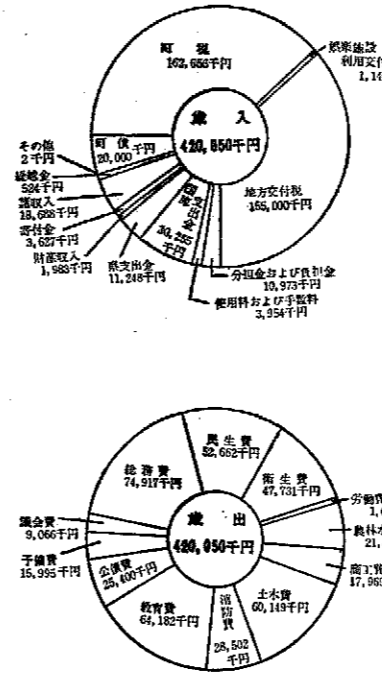 町税
162,656千円
娯楽施設
利用交付
1,14
歳入
420,850千円
その他
2千円
町債
20,000千円
繰越金
524千円
諸収入
18,688千円
寄付金
3,627千円
財産収入
1,983千円
県支出金
11,248千円
国庫支出金
30,255千円
地方交付税
155,000千円
分担金および負担金
10,973千円
使用料および手数料
3,954千円
民生費
52,662千円
総務費
74,917千円
衛生費
47,731千円
議会費
9,066千円
歳出
420,050千円
労働費
農林水
21,
予備費
15,995千円
商工費
17,969
公債費
25,400千円
土木費
60,149千円
教育費
64,182千円
消防費
28,502千円